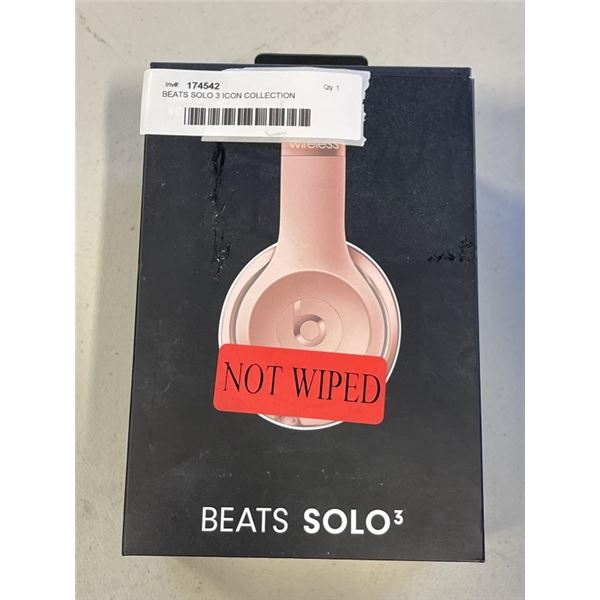 Inv#: 174542 Qty: 1
BEATS SOLO 3 ICON COLLECTION
wireless
b
NOT WIPED
BEATS SOLO³